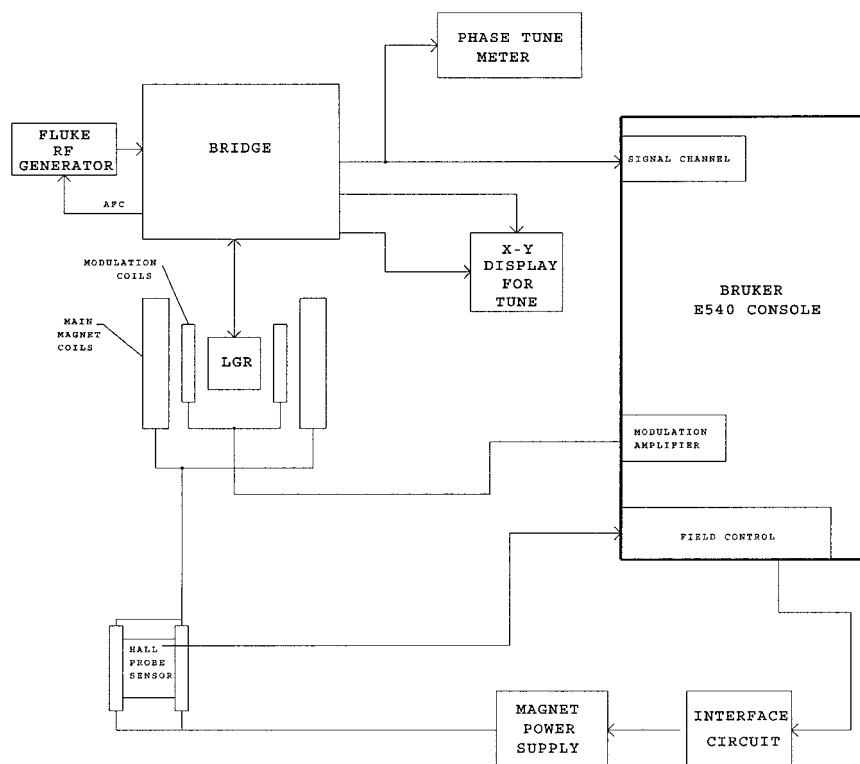 PHASE TUNE
METER
FLUKE
RF
GENERATOR
BRIDGE
SIGNAL CHANNEL
AFC
X-Y
DISPLAY
FOR
TUNE
MODULATION
COILS
BRUKER
E540 CONSOLE
MAIN
MAGNET
COILS
LGR
MODULATION
AMPLIFIER
FIELD CONTROL
HALL
PROBE
SENSOR
MAGNET
POWER
SUPPLY
INTERFACE
CIRCUIT